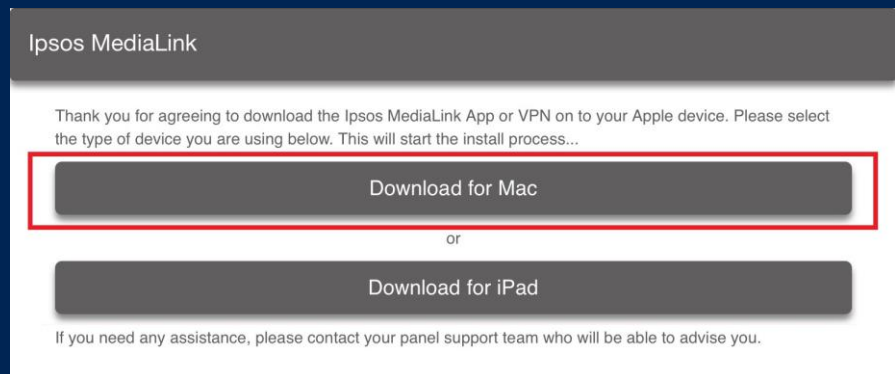 Ipsos MediaLink
Thank you for agreeing to download the Ipsos MediaLink App or VPN on to your Apple device. Please select
the type of device you are using below. This will start the install process...
Download for Mac
or
Download for iPad
If you need any assistance, please contact your panel support team who will be able to advise you.